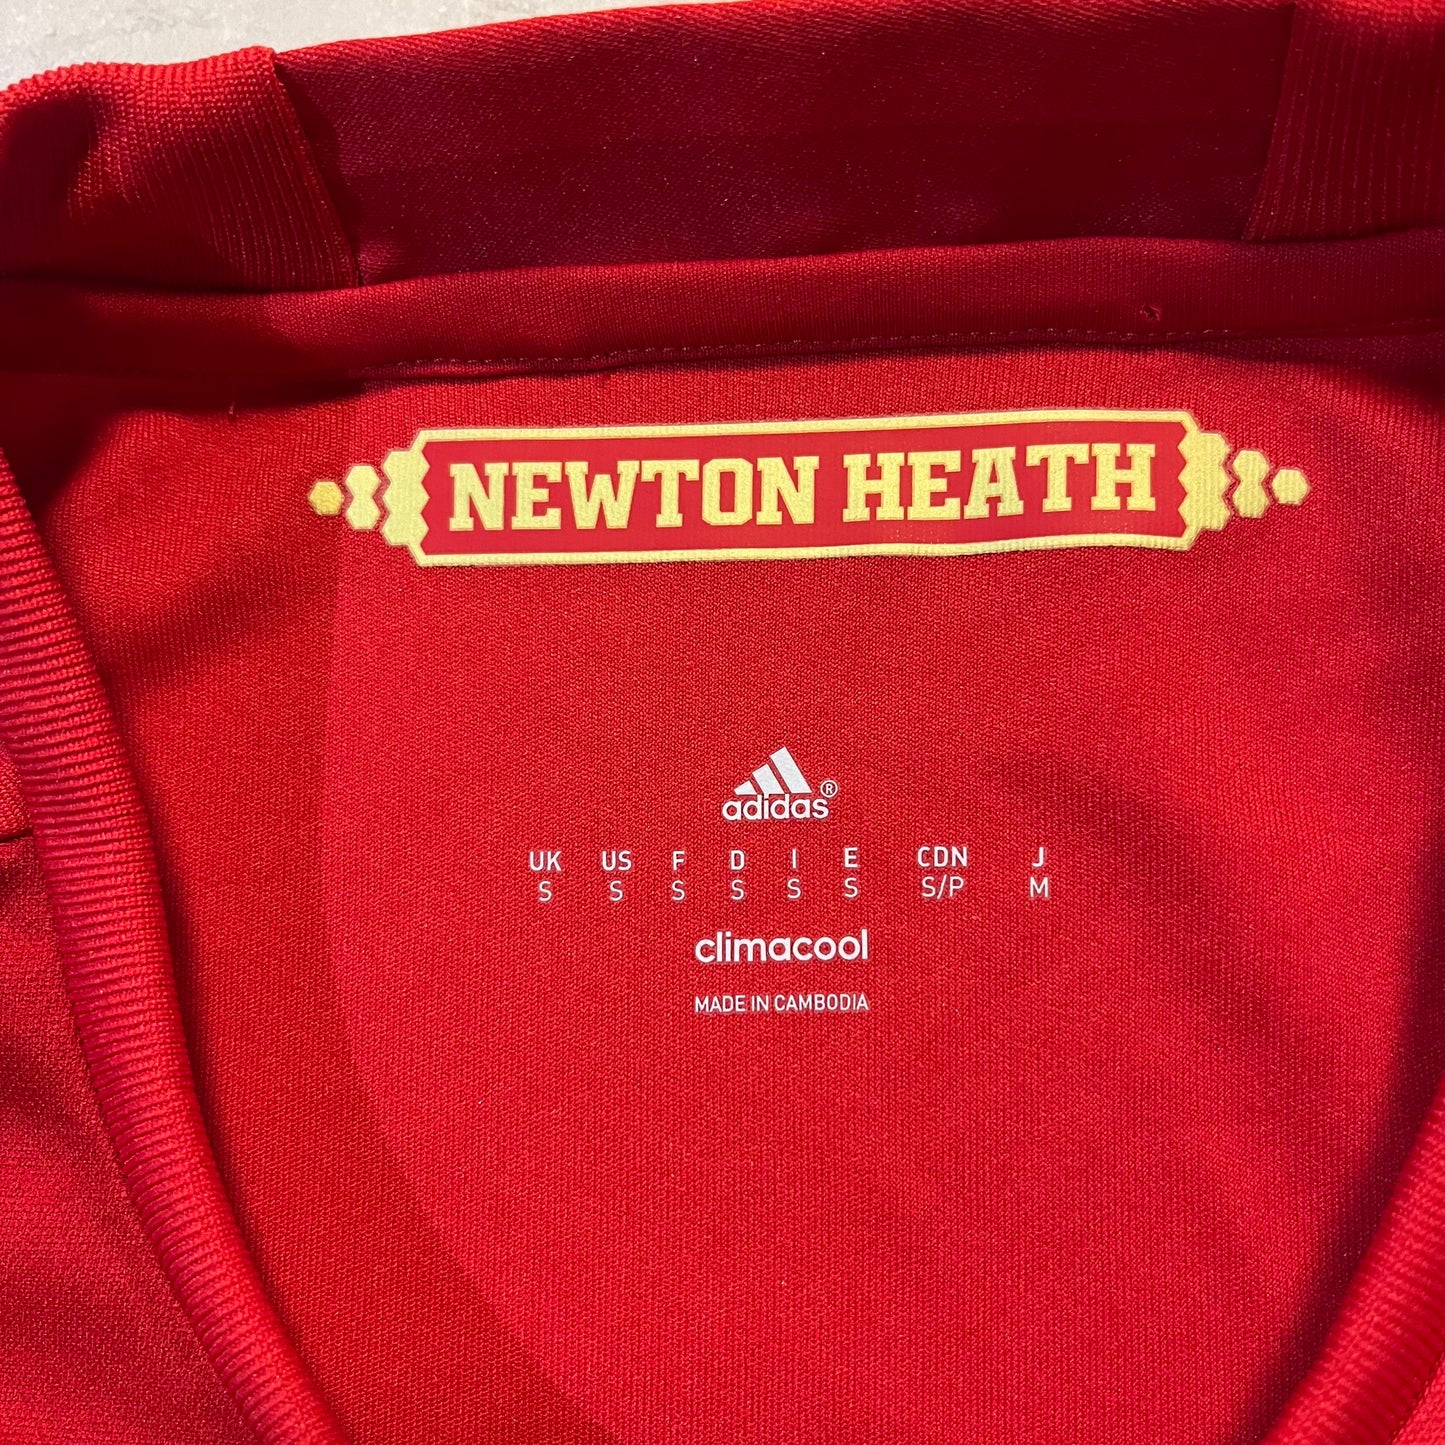 NEWTON HEATH
adidas®
UK US F D I E CDN J
S S S S S S S/P M
climacool
MADE IN CAMBODIA